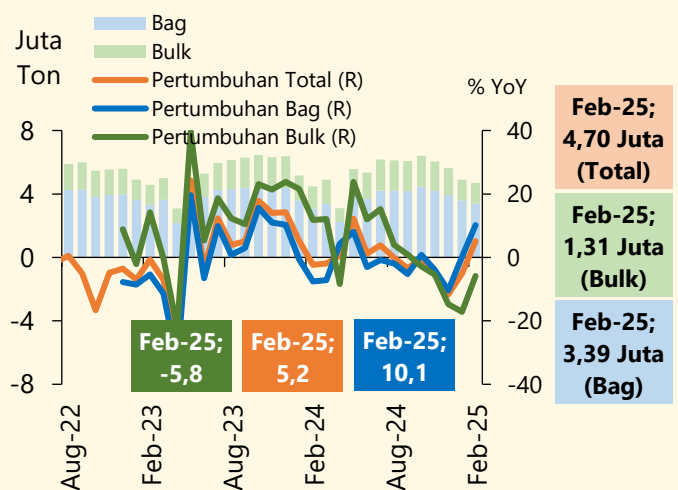 Juta
Ton
Bag
Bulk
Pertumbuhan Total (R)
Pertumbuhan Bag (R)
Pertumbuhan Bulk (R)
% YoY
8
4
0
-4
-8
40
20
0
-20
-40
Feb-25;
-5,8
Feb-25;
5,2
Feb-25;
10,1
Feb-25;
4,70 Juta
(Total)
Feb-25;
1,31 Juta
(Bulk)
Feb-25;
3,39 Juta
(Bag)
Aug-22
Feb-23
Aug-23
Feb-24
Aug-24
Feb-25